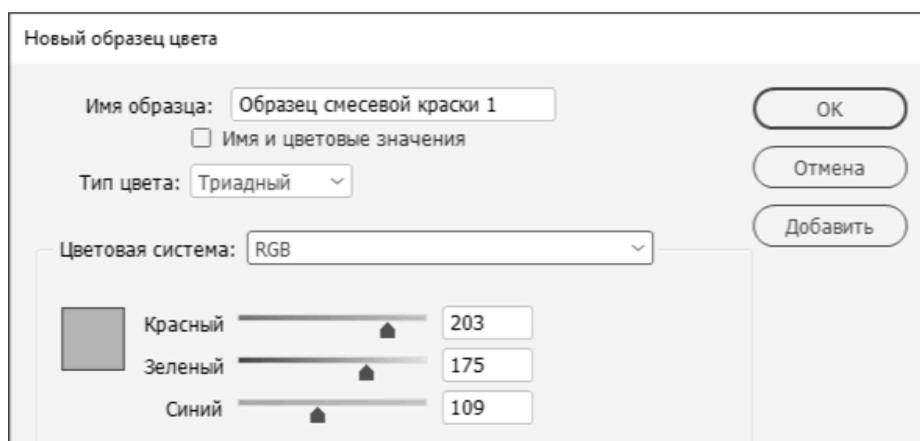 Новый образец цвета
Имя образца: Образец смесевой краски 1
OK
Имя и цветовые значения
Отмена
Тип цвета: Триадный
Добавить
Цветовая система: RGB
Красный 203
Зеленый 175
Синий 109